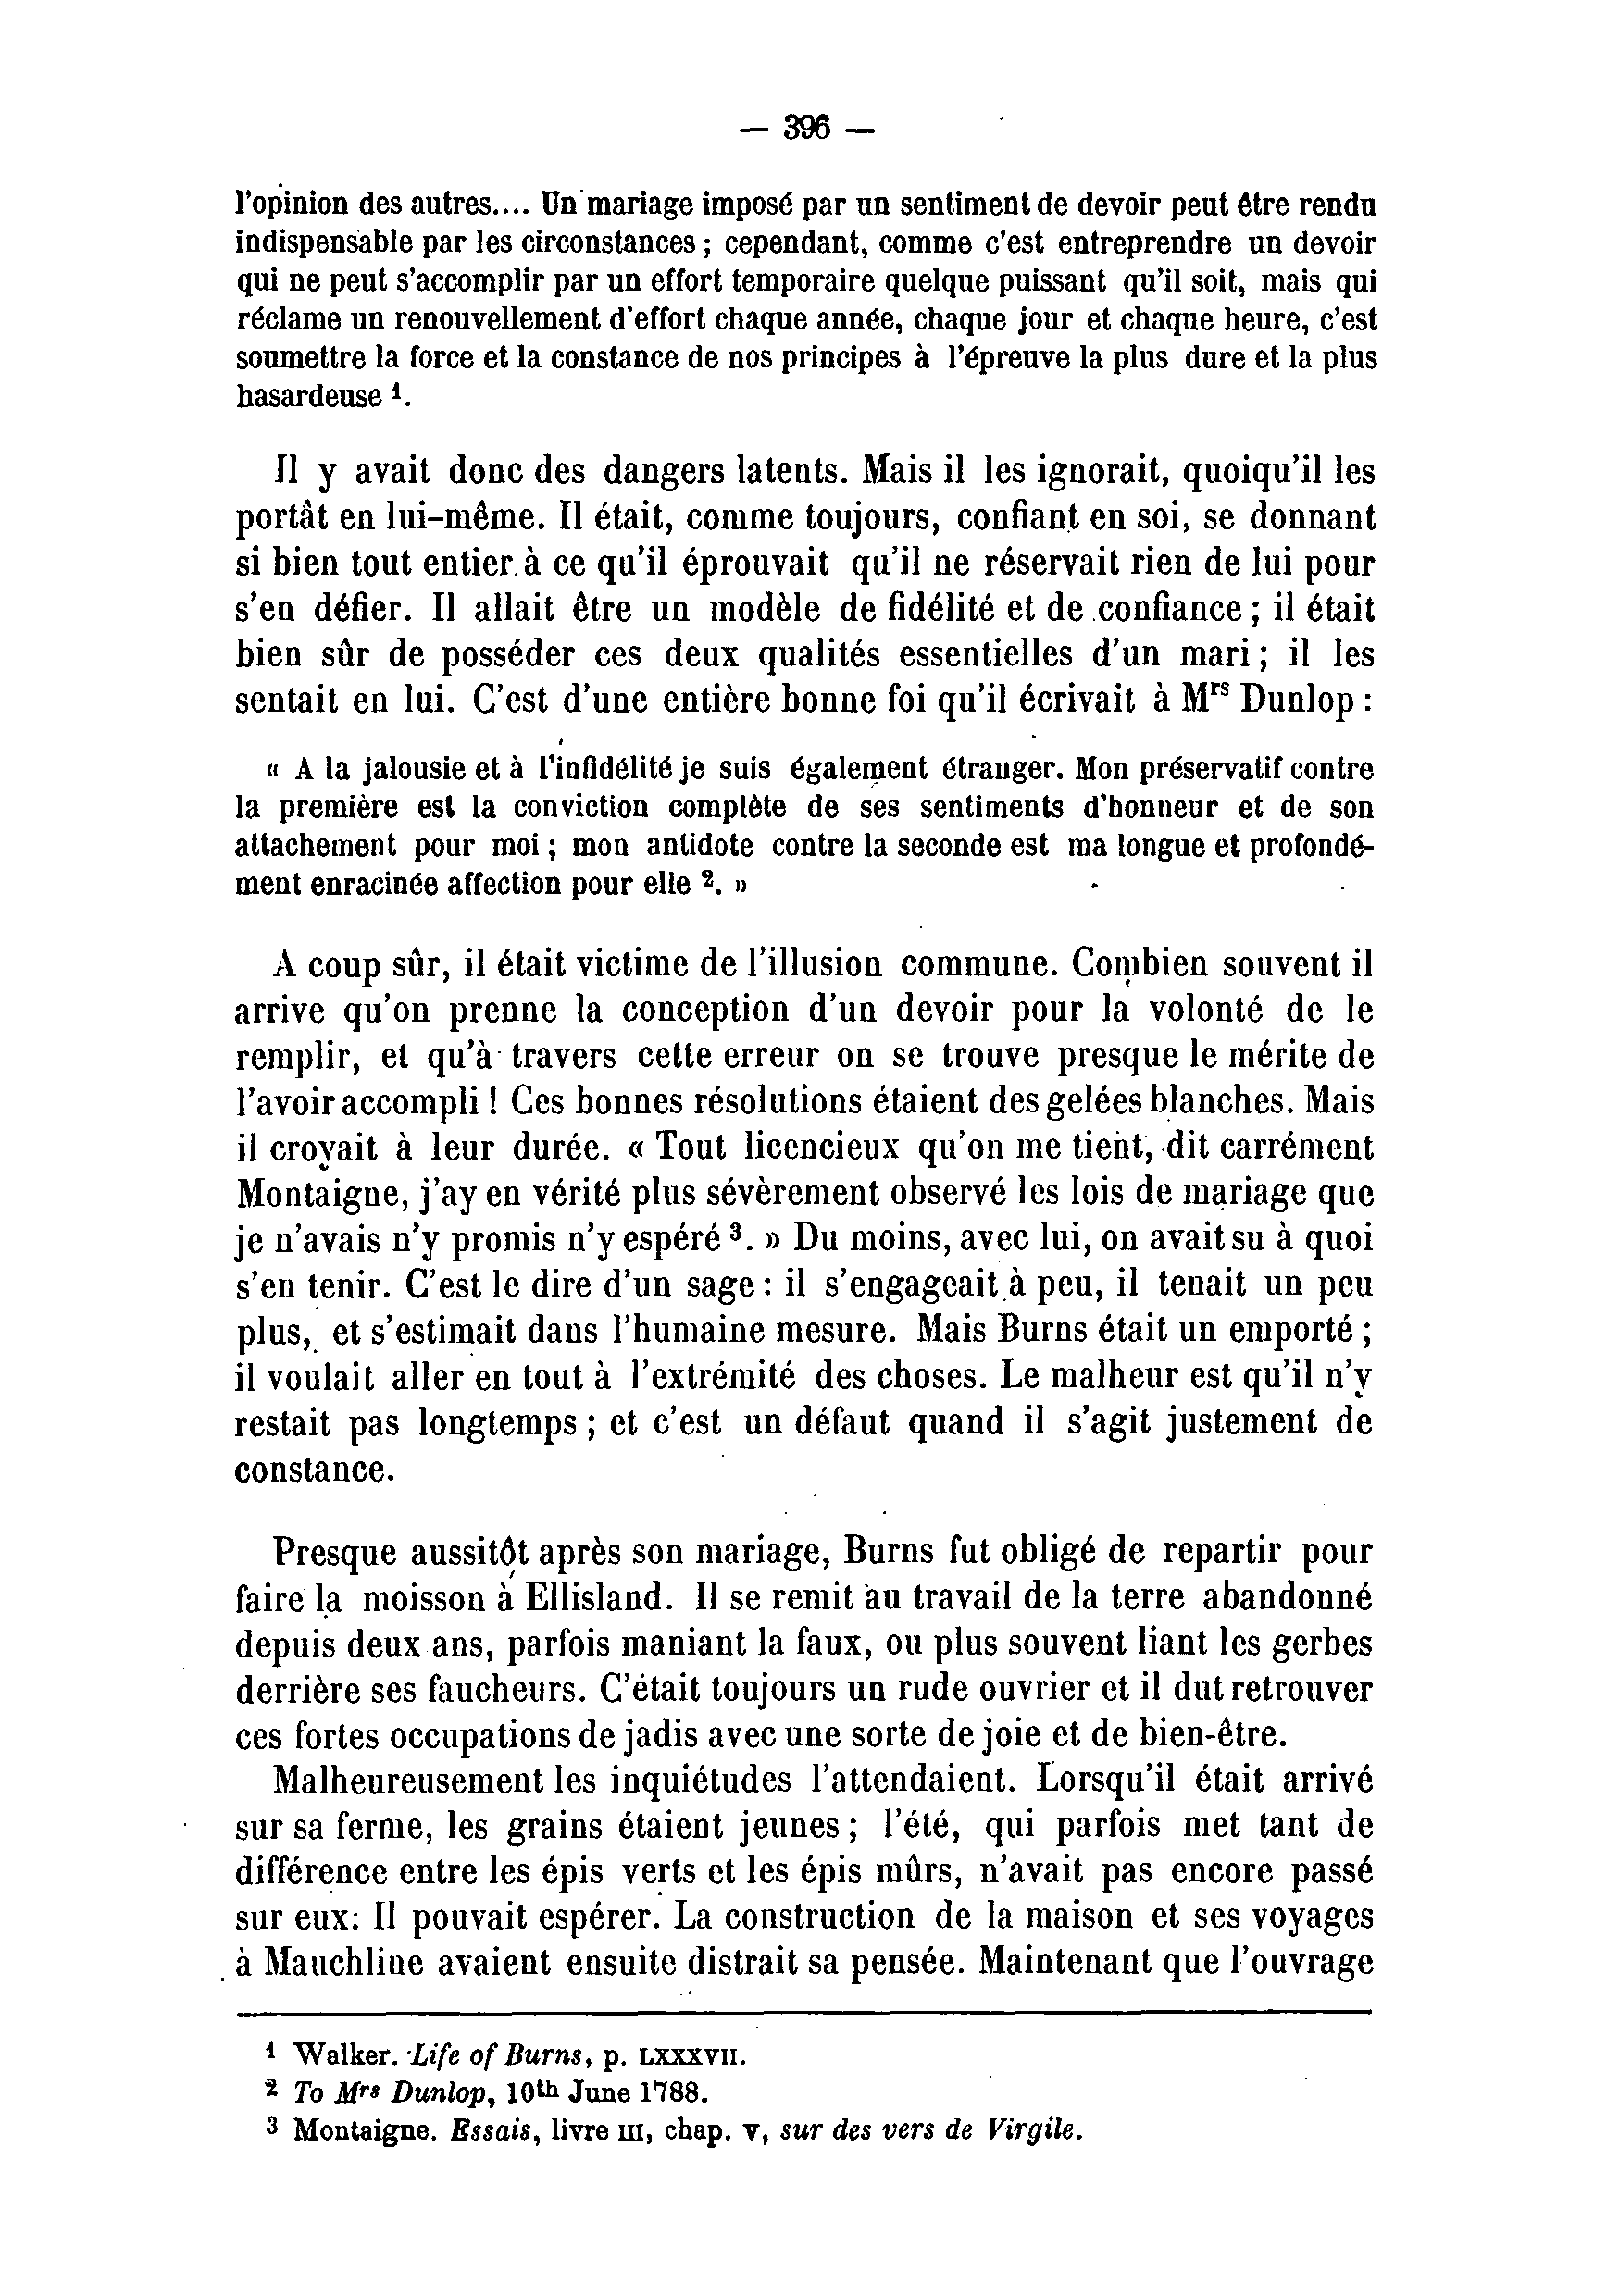 — 396 —
l'opinion des autres.... Un mariage imposé par un sentiment de devoir peut être rendu
indispensable par les circonstances ; cependant, comme c'est entreprendre un devoir
qui ne peut s'accomplir par un effort temporaire quelque puissant qu'il soit, mais qui
réclame un renouvellement d'effort chaque année, chaque jour et chaque heure, c'est
soumettre la force et la constance de nos principes à l'épreuve la plus dure et la plus
hasardeuse ¹.
Il y avait donc des dangers latents. Mais il les ignorait, quoiqu'il les
portât en lui-même. Il était, comme toujours, confiant en soi, se donnant
si bien tout entier à ce qu'il éprouvait qu'il ne réservait rien de lui pour
s'en défier. Il allait être un modèle de fidélité et de confiance ; il était
bien sûr de posséder ces deux qualités essentielles d'un mari ; il les
sentait en lui. C'est d'une entière bonne foi qu'il écrivait à Mrs Dunlop :
« A la jalousie et à l'infidélité je suis également étranger. Mon préservatif contre
la première est la conviction complète de ses sentiments d'honneur et de son
attachement pour moi ; mon antidote contre la seconde est ma longue et profondé-
ment enracinée affection pour elle ². »
A coup sûr, il était victime de l'illusion commune. Combien souvent il
arrive qu'on prenne la conception d'un devoir pour la volonté de le
remplir, et qu'à travers cette erreur on se trouve presque le mérite de
l'avoir accompli ! Ces bonnes résolutions étaient des gelées blanches. Mais
il croyait à leur durée. « Tout licencieux qu'on me tient, dit carrément
Montaigne, j'ay en vérité plus sévèrement observé les lois de mariage que
je n'avais n'y promis n'y espéré ³. » Du moins, avec lui, on avait su à quoi
s'en tenir. C'est le dire d'un sage : il s'engageait à peu, il tenait un peu
plus, et s'estimait dans l'humaine mesure. Mais Burns était un emporté ;
il voulait aller en tout à l'extrémité des choses. Le malheur est qu'il n'y
restait pas longtemps ; et c'est un défaut quand il s'agit justement de
constance.
Presque aussitôt après son mariage, Burns fut obligé de repartir pour
faire la moisson à Ellisland. Il se remit au travail de la terre abandonné
depuis deux ans, parfois maniant la faux, ou plus souvent liant les gerbes
derrière ses faucheurs. C'était toujours un rude ouvrier et il dut retrouver
ces fortes occupations de jadis avec une sorte de joie et de bien-être.
Malheureusement les inquiétudes l'attendaient. Lorsqu'il était arrivé
sur sa ferme, les grains étaient jeunes ; l'été, qui parfois met tant de
différence entre les épis verts et les épis mûrs, n'avait pas encore passé
sur eux: Il pouvait espérer. La construction de la maison et ses voyages
à Mauchline avaient ensuite distrait sa pensée. Maintenant que l'ouvrage
¹ Walker. Life of Burns, p. LXXXVII.
² To Mrs Dunlop, 10th June 1788.
³ Montaigne. Essais, livre III, chap. V, sur des vers de Virgile.